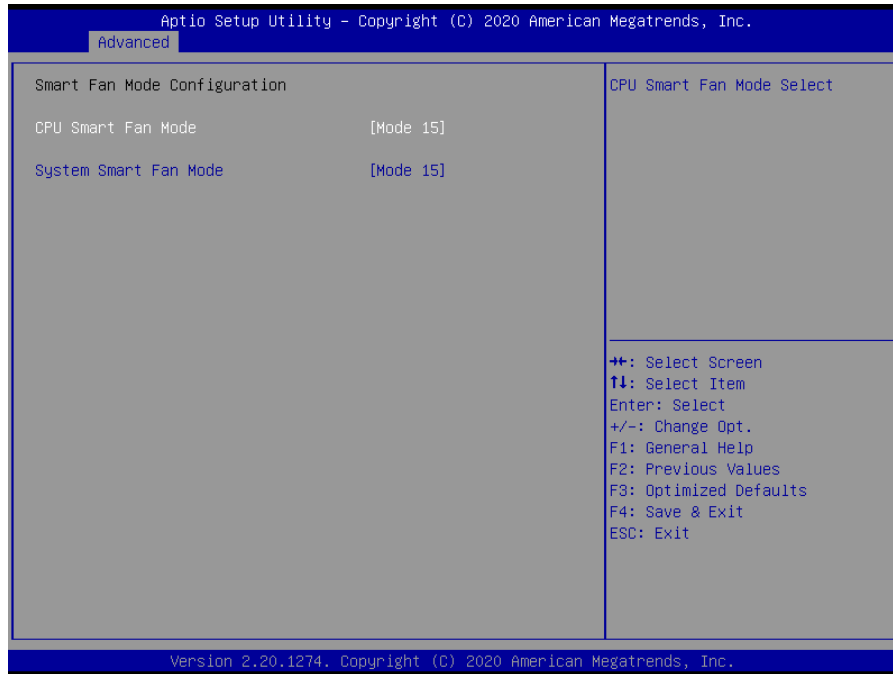 Aptio Setup Utility – Copyright (C) 2020 American Megatrends, Inc.
Advanced
Smart Fan Mode Configuration
CPU Smart Fan Mode [Mode 15]
System Smart Fan Mode [Mode 15]
CPU Smart Fan Mode Select
→←: Select Screen
↑↓: Select Item
Enter: Select
+/-: Change Opt.
F1: General Help
F2: Previous Values
F3: Optimized Defaults
F4: Save & Exit
ESC: Exit
Version 2.20.1274. Copyright (C) 2020 American Megatrends, Inc.